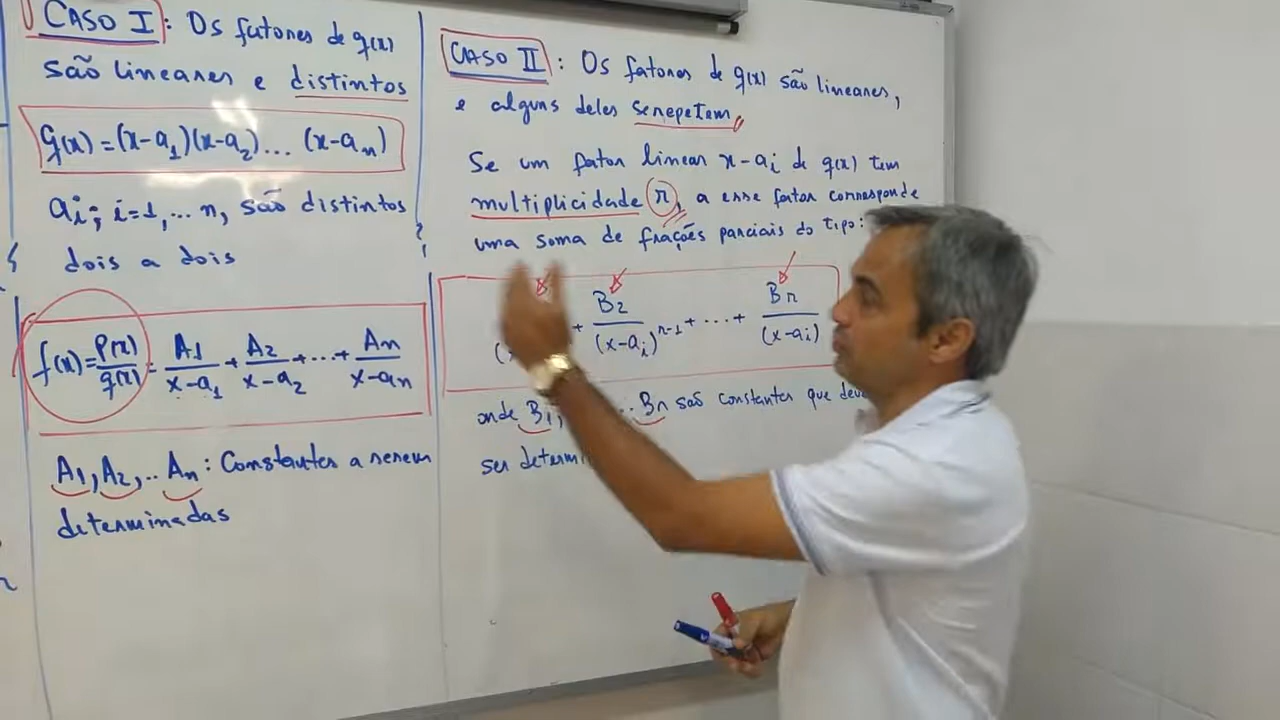 CASO I: Os fatores de q(x)
são lineares e distintos
q(x)=(x-a₁)(x-a₂)... (x-aₙ)
aᵢ; i=1,... n, são distintos
dois a dois
f(x)=p(x)/q(x) = A₁/x-a₁ + A₂/x-a₂ +...+ Aₙ/x-aₙ
A₁, A₂, .. Aₙ: Constantes a serem
determinadas
CASO II: Os fatores de q(x) são lineares,
e alguns deles se repetem,
Se um fator linear x-aᵢ de q(x) tem
multiplicidade r, a esse fator corresponde
uma soma de frações parciais do tipo:
+ B₂/(x-aᵢ)ʳ⁻¹ + ... + Bᵣ/(x-aᵢ)
onde B₁, .. Bᵣ são constantes que
ser